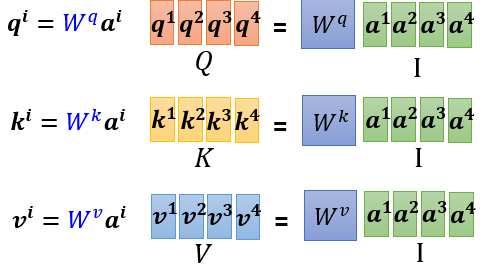 qⁱ = W^q aⁱ q¹ q² q³ q⁴ = W^q a¹ a² a³ a⁴
Q I
kⁱ = W^k aⁱ k¹ k² k³ k⁴ = W^k a¹ a² a³ a⁴
K I
vⁱ = W^v aⁱ v¹ v² v³ v⁴ = W^v a¹ a² a³ a⁴
V I